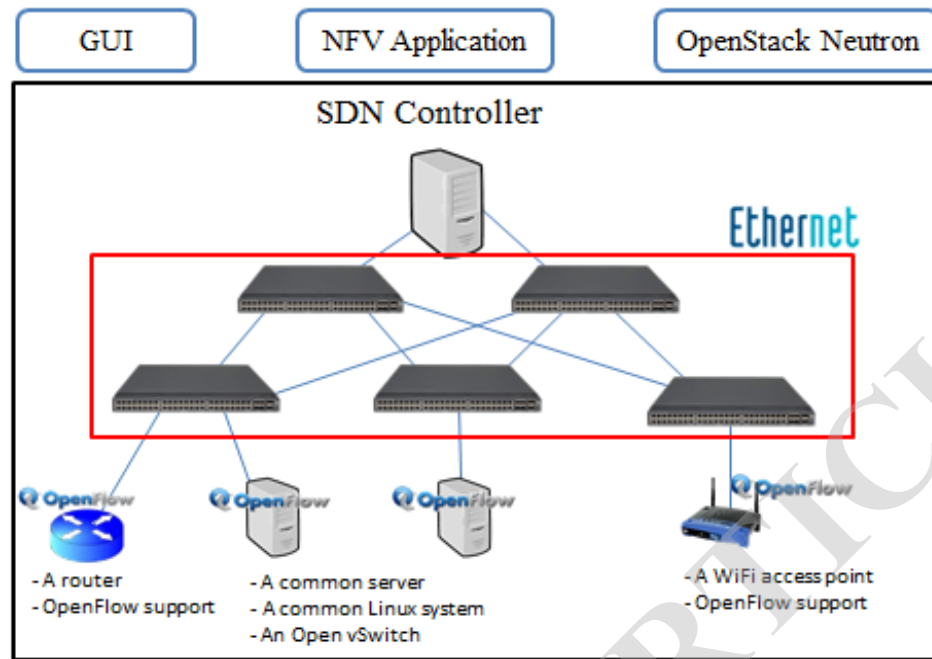 GUI
NFV Application
OpenStack Neutron
SDN Controller
Ethernet
OpenFlow
OpenFlow
OpenFlow
OpenFlow
- A router
- OpenFlow support
- A common server
- A common Linux system
- An Open vSwitch
- A WiFi access point
- OpenFlow support
RTICL